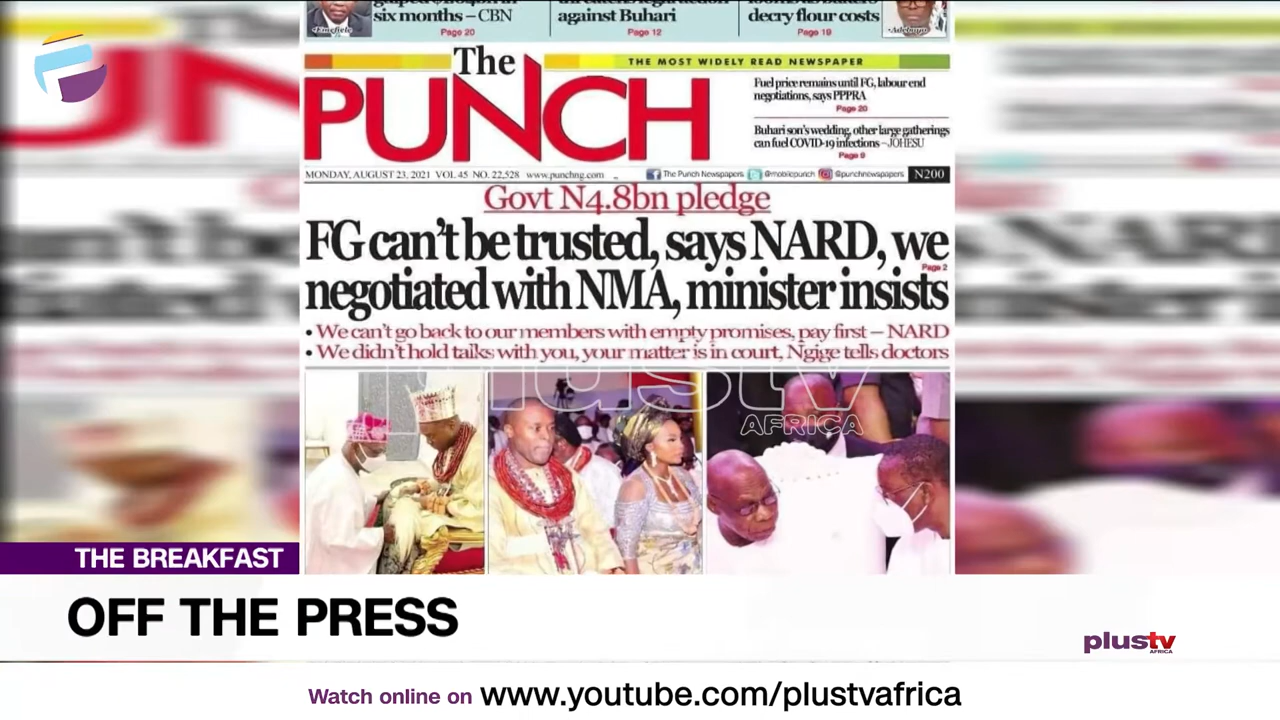 six months – CBN
Page 20
against Buhari
Page 12
decry flour costs
Page 19
Emefiele
Adebayo
THE MOST WIDELY READ NEWSPAPER
The
PUNCH
Fuel price remains until FG, labour end
negotiations, says PPPRA
Page 20
Buhari son's wedding, other large gatherings
can fuel COVID-19 infections – JOHESU
Page 9
MONDAY, AUGUST 23, 2021 VOL. 45 NO. 22,528 www.punchng.com
The Punch Newspapers @mobilepunch @punchnewspapers N200
Govt N4.8bn pledge
FG can't be trusted, says NARD, we
Page 2
negotiated with NMA, minister insists
• We can't go back to our members with empty promises, pay first – NARD
• We didn't hold talks with you, your matter is in court, Ngige tells doctors
plustv
AFRICA
THE BREAKFAST
OFF THE PRESS
plustv
AFRICA
Watch online on www.youtube.com/plustvafrica